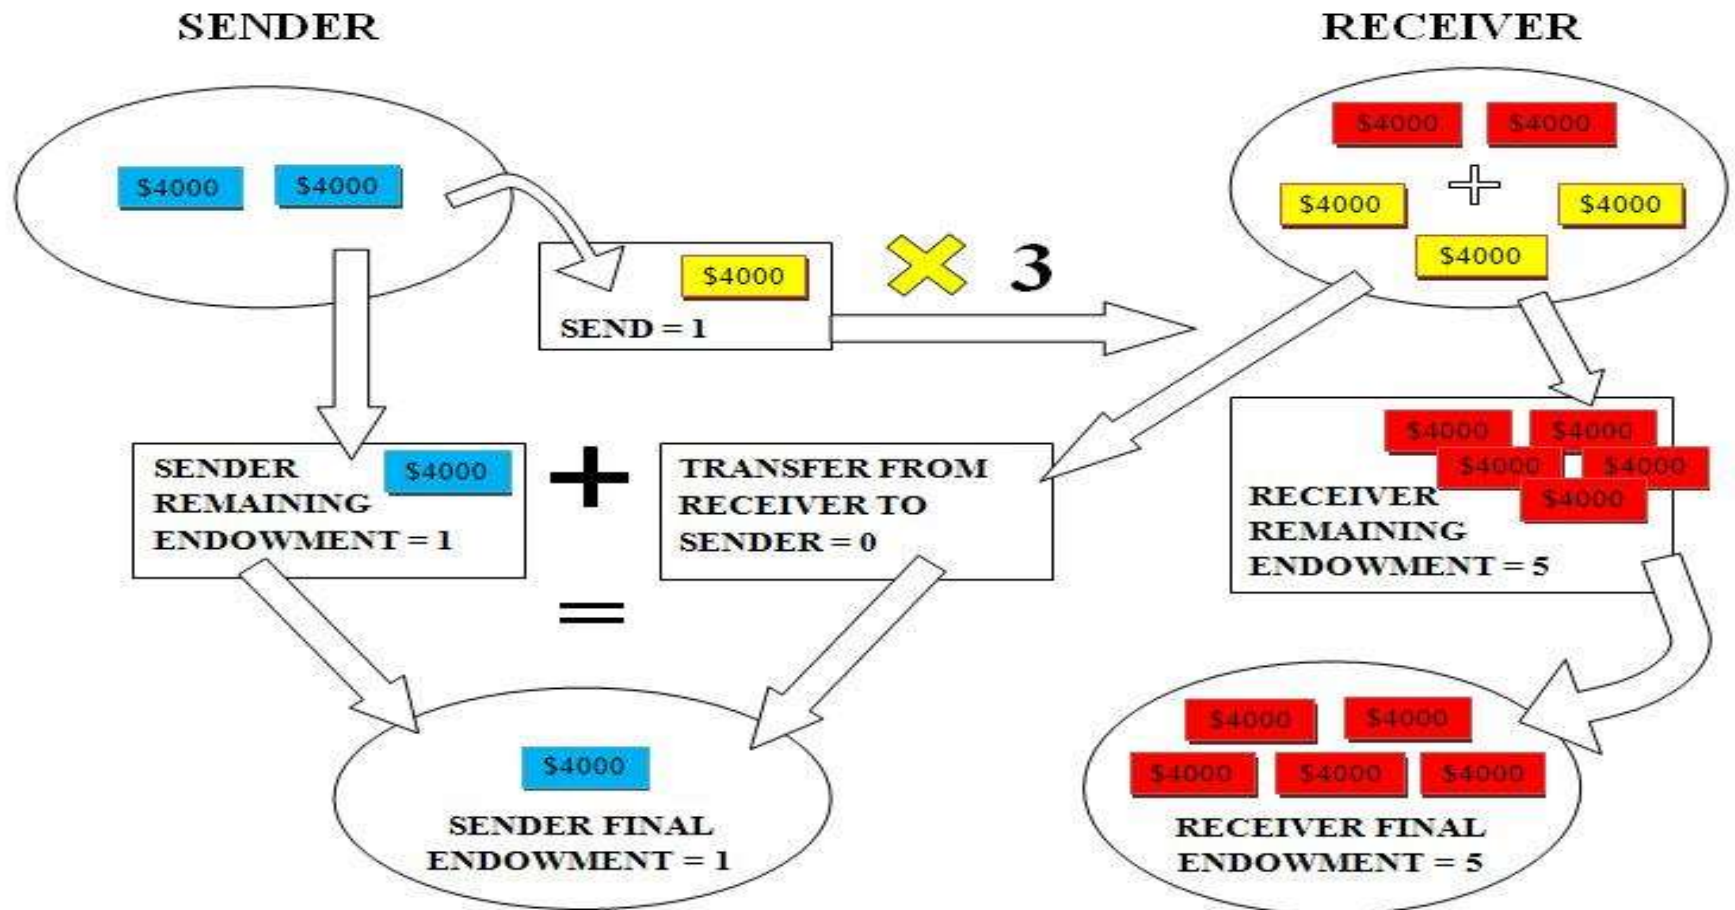 SENDER
RECEIVER
$4000 $4000
$4000 $4000
$4000 $4000
$4000
$4000
SEND = 1
3
SENDER $4000
REMAINING
ENDOWMENT = 1
+
TRANSFER FROM
RECEIVER TO
SENDER = 0
$4000 $4000
$4000 $4000
$4000
RECEIVER
REMAINING
ENDOWMENT = 5
=
$4000
SENDER FINAL
ENDOWMENT = 1
$4000 $4000
$4000 $4000 $4000
RECEIVER FINAL
ENDOWMENT = 5